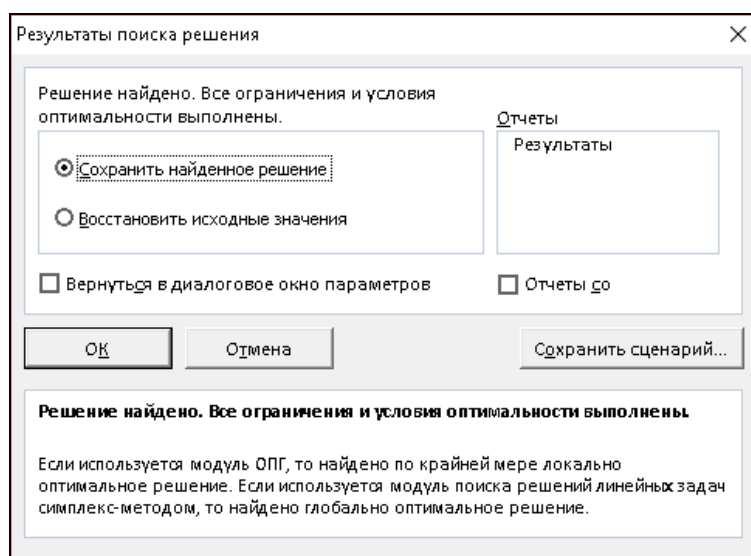 Результаты поиска решения
Решение найдено. Все ограничения и условия
оптимальности выполнены.
Отчеты
Результаты
Сохранить найденное решение
Восстановить исходные значения
Вернуться в диалоговое окно параметров
Отчеты со
ОК
Отмена
Сохранить сценарий...
Решение найдено. Все ограничения и условия оптимальности выполнены.
Если используется модуль ОПГ, то найдено по крайней мере локально
оптимальное решение. Если используется модуль поиска решений линейных задач
симплекс-методом, то найдено глобально оптимальное решение.